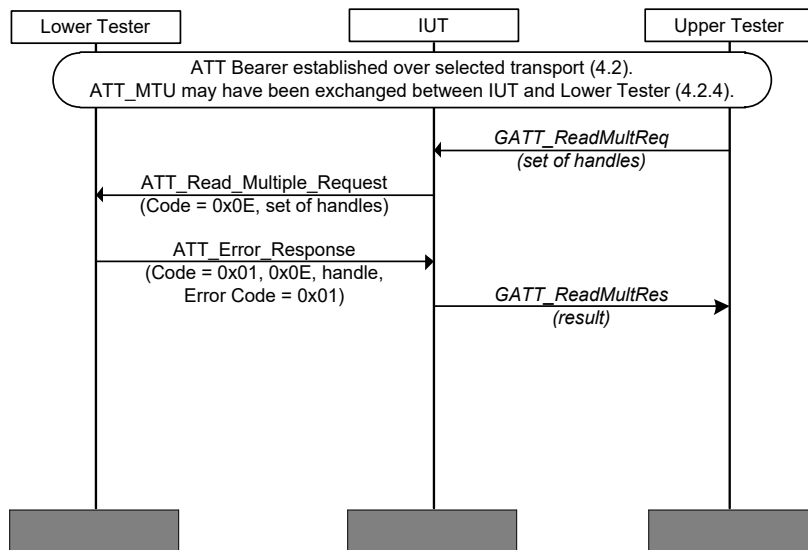 Lower Tester
IUT
Upper Tester
ATT Bearer established over selected transport (4.2).
ATT_MTU may have been exchanged between IUT and Lower Tester (4.2.4).
GATT_ReadMultReq
(set of handles)
ATT_Read_Multiple_Request
(Code = 0x0E, set of handles)
ATT_Error_Response
(Code = 0x01, 0x0E, handle,
Error Code = 0x01)
GATT_ReadMultRes
(result)